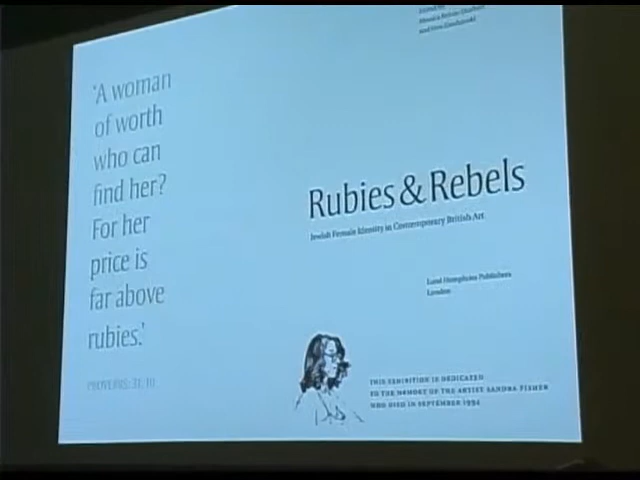 'A woman
of worth
who can
find her?
For her
price is
far above
rubies.'
PROVERBS: 31, 10
Edited by
Rubies & Rebels
Jewish Female Identity in Contemporary British Art
Lund Humphries Publishers
London
THIS EXHIBITION IS DEDICATED
TO THE MEMORY OF THE ARTIST SANDRA FISHER
WHO DIED IN SEPTEMBER 1994